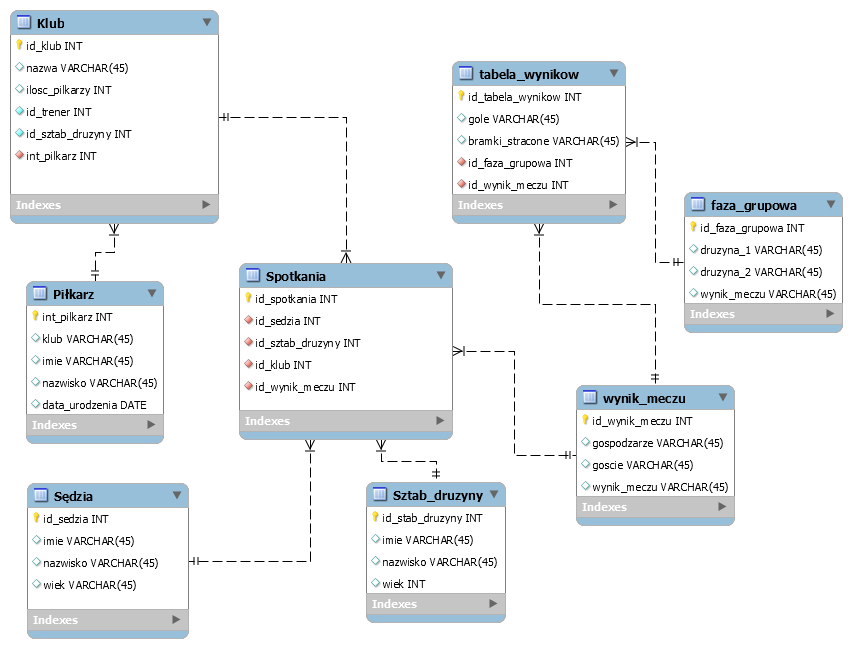 Klub
id_klub INT
nazwa VARCHAR(45)
ilosc_pilkarzy INT
id_trener INT
id_sztab_druzyny INT
int_pilkarz INT
Indexes
tabela_wynikow
id_tabela_wynikow INT
gole VARCHAR(45)
bramki_stracone VARCHAR(45)
id_faza_grupowa INT
id_wynik_meczu INT
Indexes
faza_grupowa
id_faza_grupowa INT
druzyna_1 VARCHAR(45)
druzyna_2 VARCHAR(45)
wynik_meczu VARCHAR(45)
Indexes
Piłkarz
int_pilkarz INT
klub VARCHAR(45)
imie VARCHAR(45)
nazwisko VARCHAR(45)
data_urodzenia DATE
Indexes
Spotkania
id_spotkania INT
id_sedzia INT
id_sztab_druzyny INT
id_klub INT
id_wynik_meczu INT
Indexes
wynik_meczu
id_wynik_meczu INT
gospodzarze VARCHAR(45)
goscie VARCHAR(45)
wynik_meczu VARCHAR(45)
Indexes
Sędzia
id_sedzia INT
imie VARCHAR(45)
nazwisko VARCHAR(45)
wiek VARCHAR(45)
Indexes
Sztab_druzyny
id_stab_druzyny INT
imie VARCHAR(45)
nazwisko VARCHAR(45)
wiek INT
Indexes